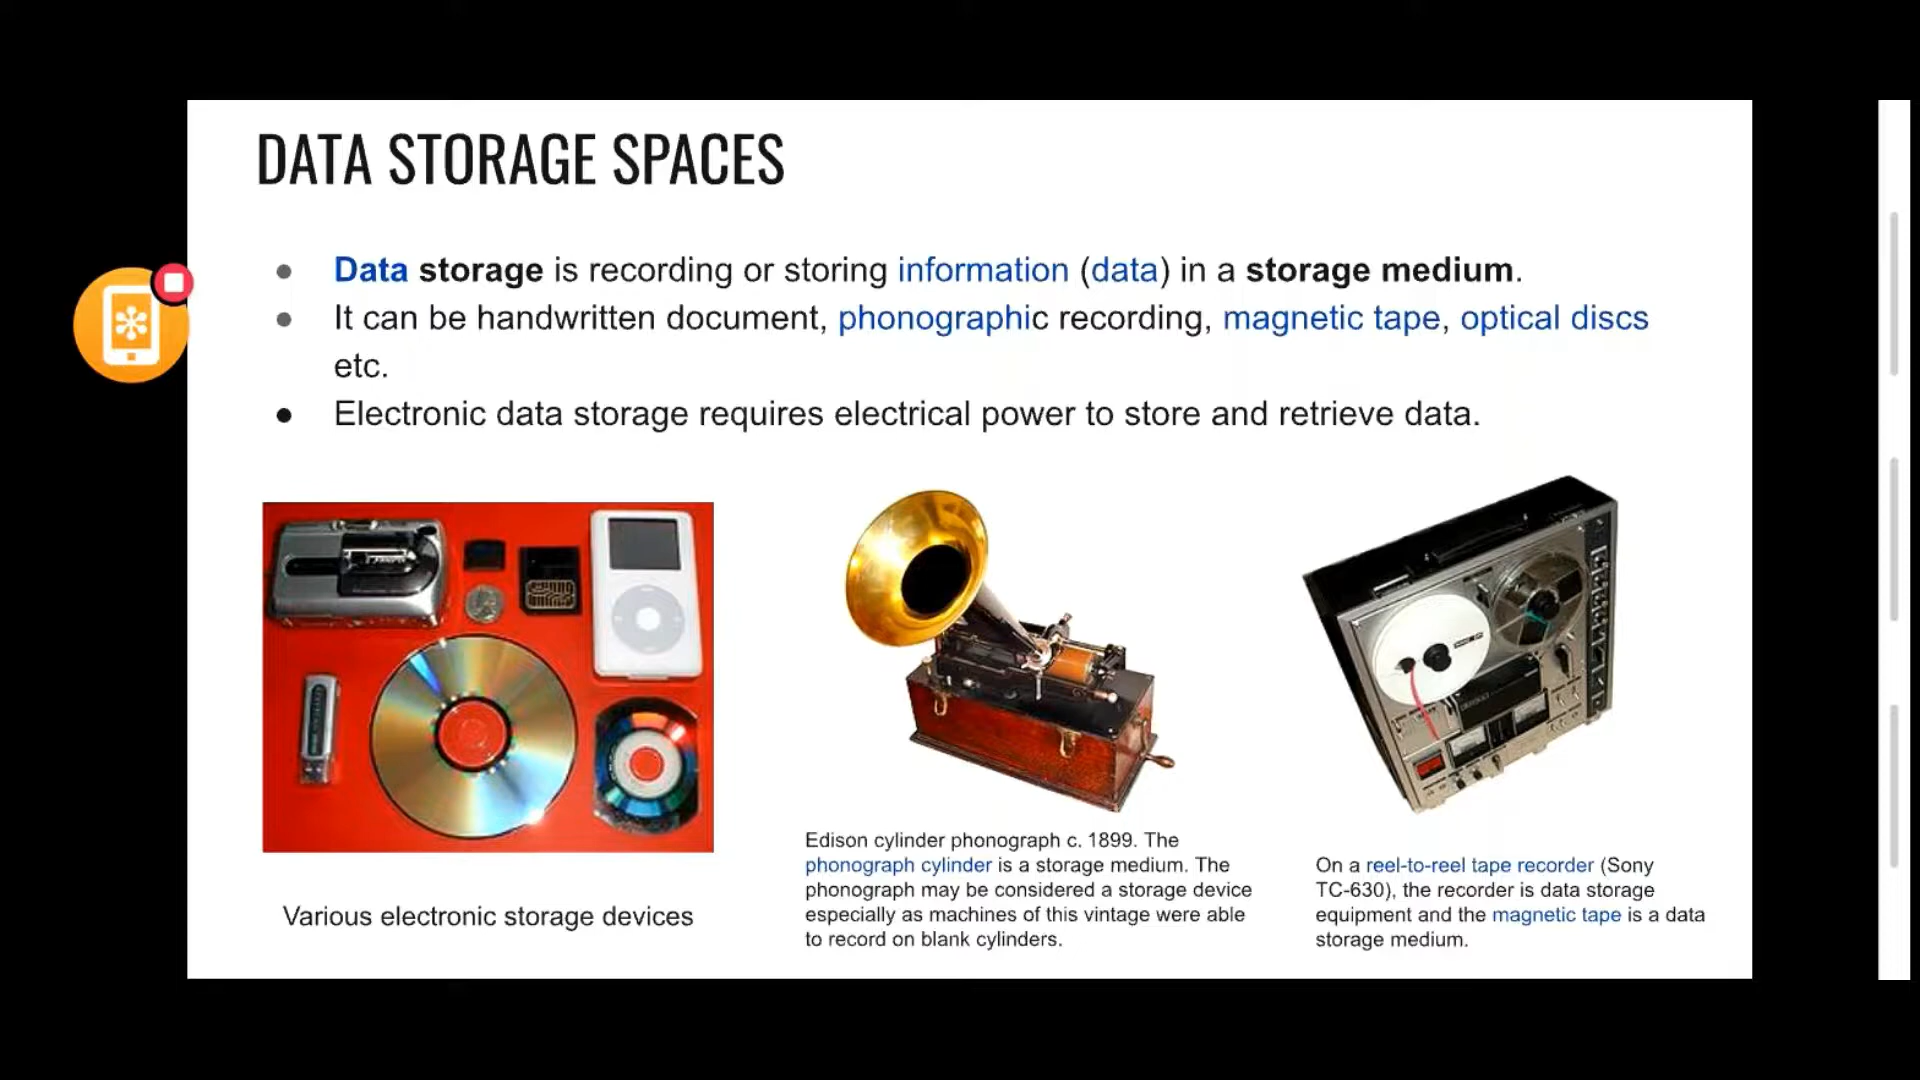 DATA STORAGE SPACES
Data storage is recording or storing information (data) in a storage medium.
It can be handwritten document, phonographic recording, magnetic tape, optical discs
etc.
Electronic data storage requires electrical power to store and retrieve data.
Various electronic storage devices
Edison cylinder phonograph c. 1899. The
phonograph cylinder is a storage medium. The
phonograph may be considered a storage device
especially as machines of this vintage were able
to record on blank cylinders.
On a reel-to-reel tape recorder (Sony
TC-630), the recorder is data storage
equipment and the magnetic tape is a data
storage medium.